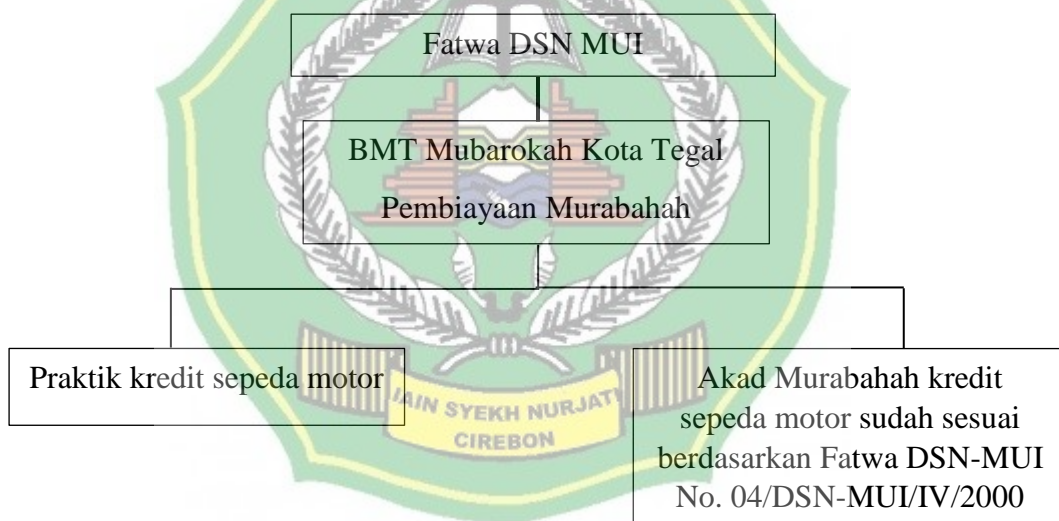 Fatwa DSN MUI
BMT Mubarokah Kota Tegal
Pembiayaan Murabahah
Praktik kredit sepeda motor
Akad Murabahah kredit
sepeda motor sudah sesuai
berdasarkan Fatwa DSN-MUI
No. 04/DSN-MUI/IV/2000
IAIN SYEKH NURJATI
CIREBON